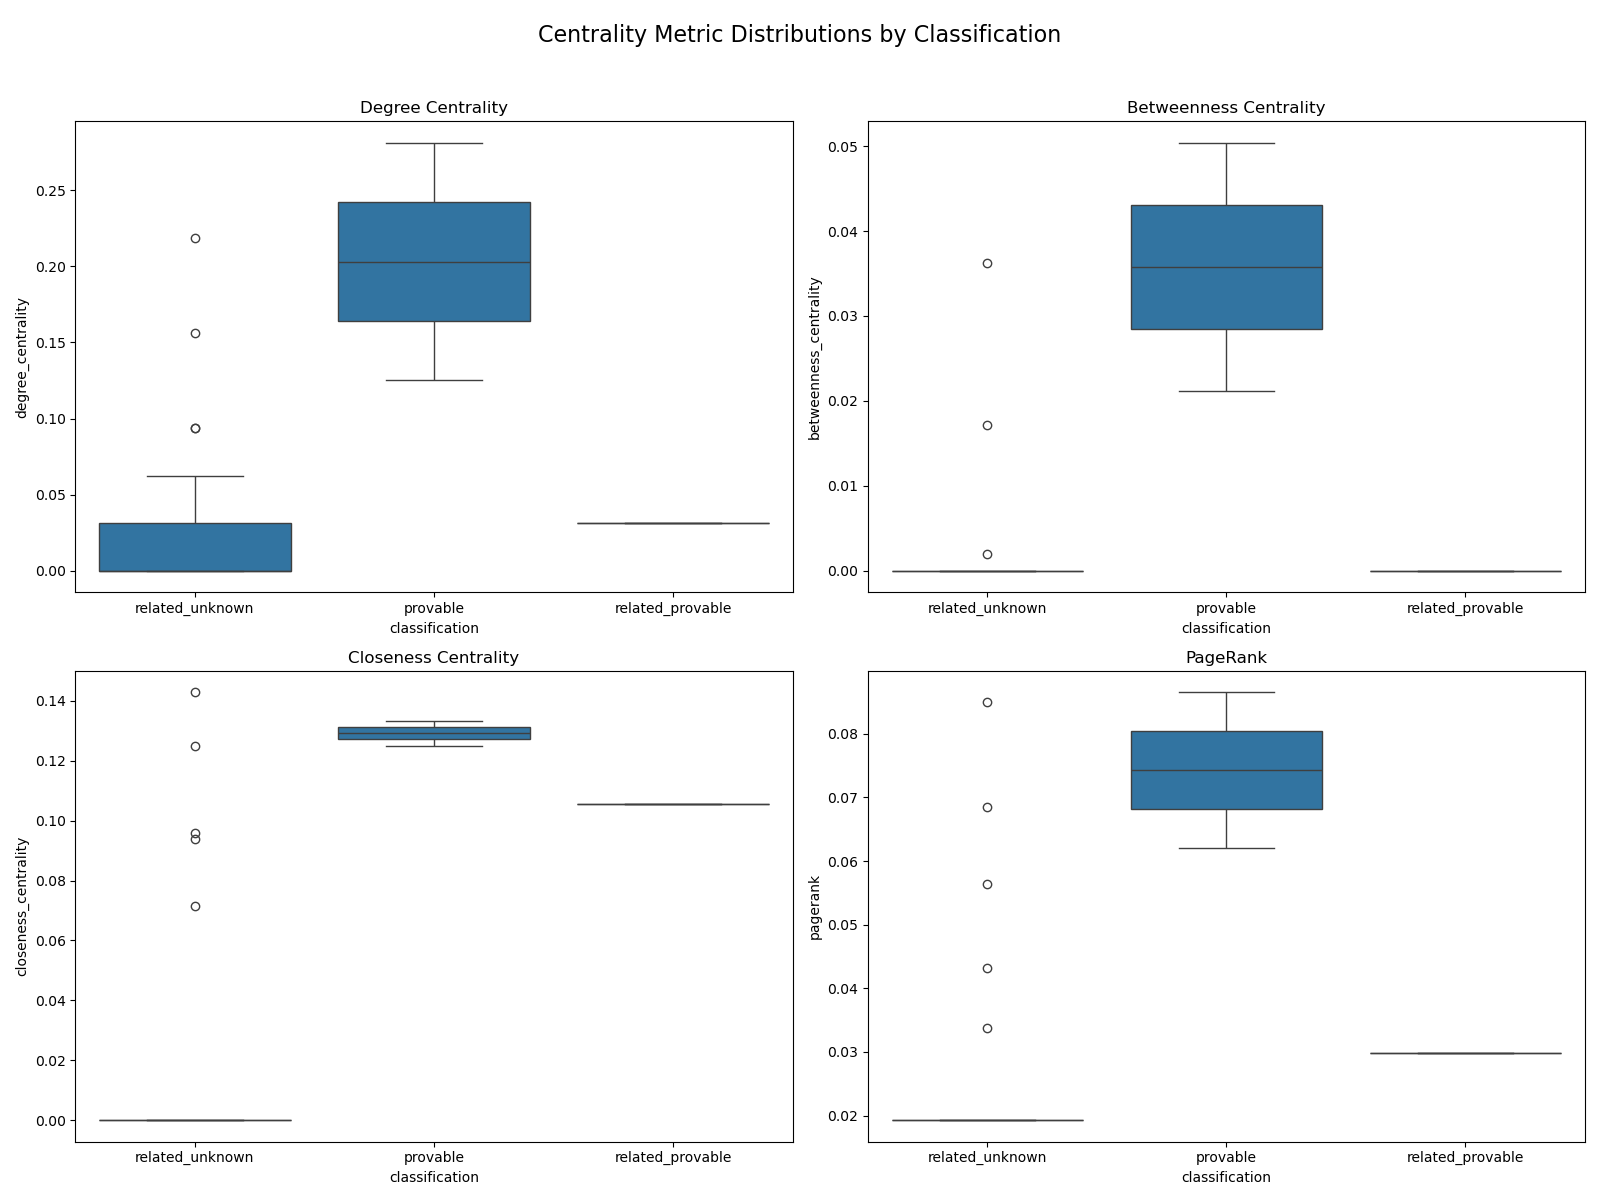 Centrality Metric Distributions by Classification
Degree Centrality
degree_centrality
0.25
0.20
0.15
0.10
0.05
0.00
related_unknown provable related_provable
classification
Betweenness Centrality
betweenness_centrality
0.05
0.04
0.03
0.02
0.01
0.00
related_unknown provable related_provable
classification
Closeness Centrality
closeness_centrality
0.14
0.12
0.10
0.08
0.06
0.04
0.02
0.00
related_unknown provable related_provable
classification
PageRank
pagerank
0.08
0.07
0.06
0.05
0.04
0.03
0.02
related_unknown provable related_provable
classification